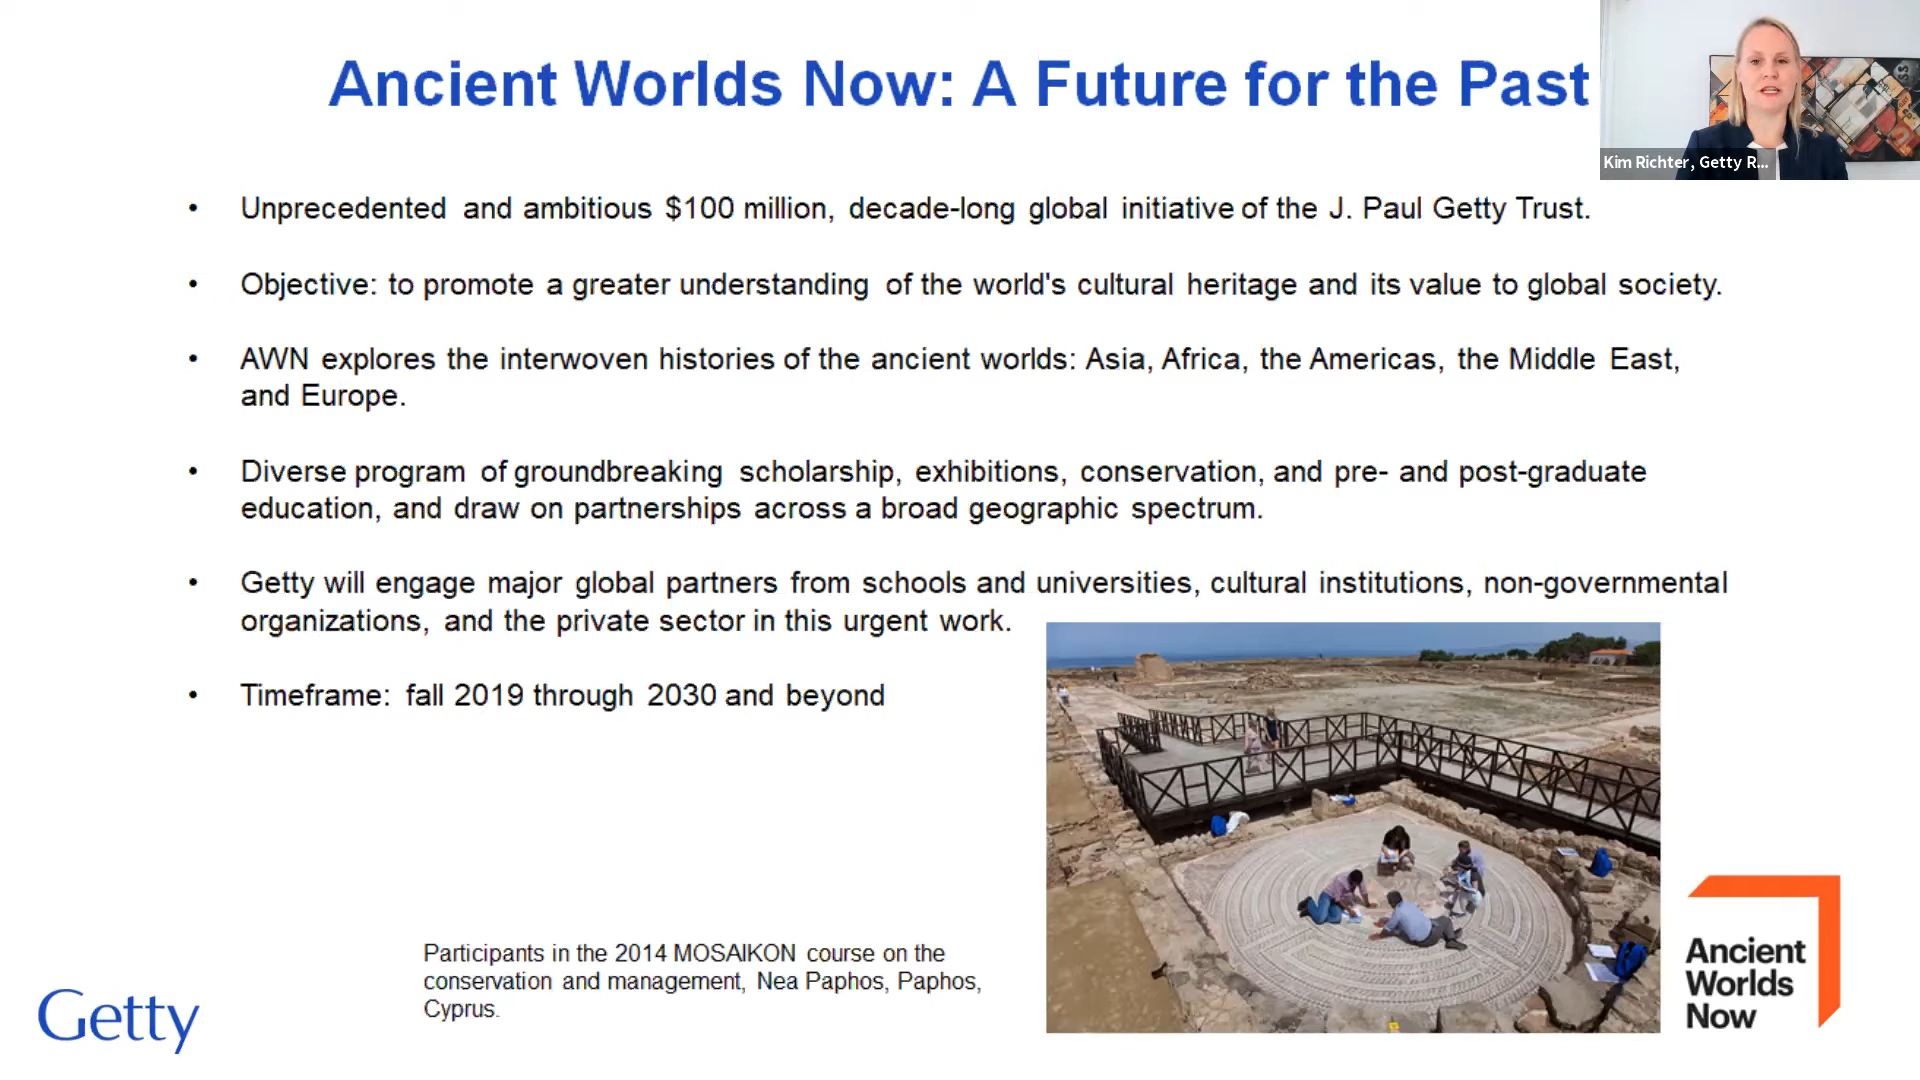 Ancient Worlds Now: A Future for the Past
Kim Richter, Getty R...
• Unprecedented and ambitious $100 million, decade-long global initiative of the J. Paul Getty Trust.
• Objective: to promote a greater understanding of the world's cultural heritage and its value to global society.
• AWN explores the interwoven histories of the ancient worlds: Asia, Africa, the Americas, the Middle East,
and Europe.
• Diverse program of groundbreaking scholarship, exhibitions, conservation, and pre- and post-graduate
education, and draw on partnerships across a broad geographic spectrum.
• Getty will engage major global partners from schools and universities, cultural institutions, non-governmental
organizations, and the private sector in this urgent work.
• Timeframe: fall 2019 through 2030 and beyond
Participants in the 2014 MOSAIKON course on the
conservation and management, Nea Paphos, Paphos,
Cyprus.
Getty
Ancient
Worlds
Now